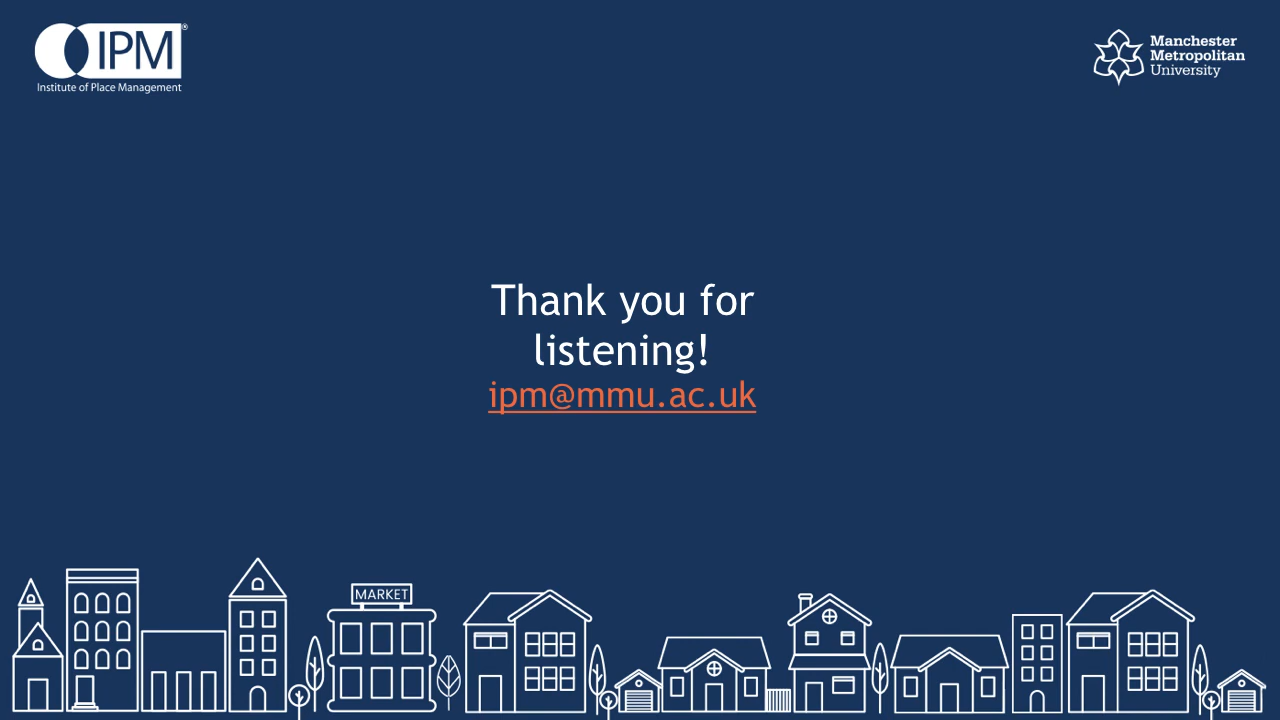 IPM®
Institute of Place Management
Manchester
Metropolitan
University
Thank you for
listening!
ipm@mmu.ac.uk
MARKET